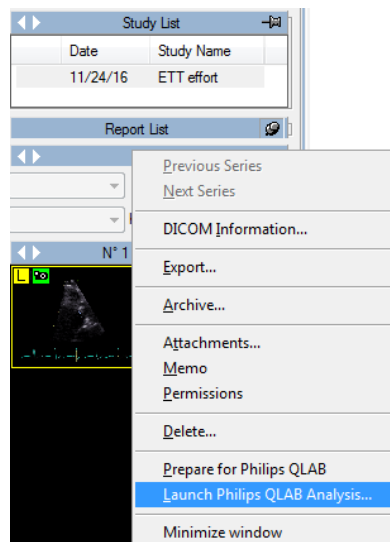 Study List
Date Study Name
11/24/16 ETT effort
Report List
N° 1
L
Previous Series
Next Series
DICOM Information...
Export...
Archive...
Attachments...
Memo
Permissions
Delete...
Prepare for Philips QLAB
Launch Philips QLAB Analysis...
Minimize window